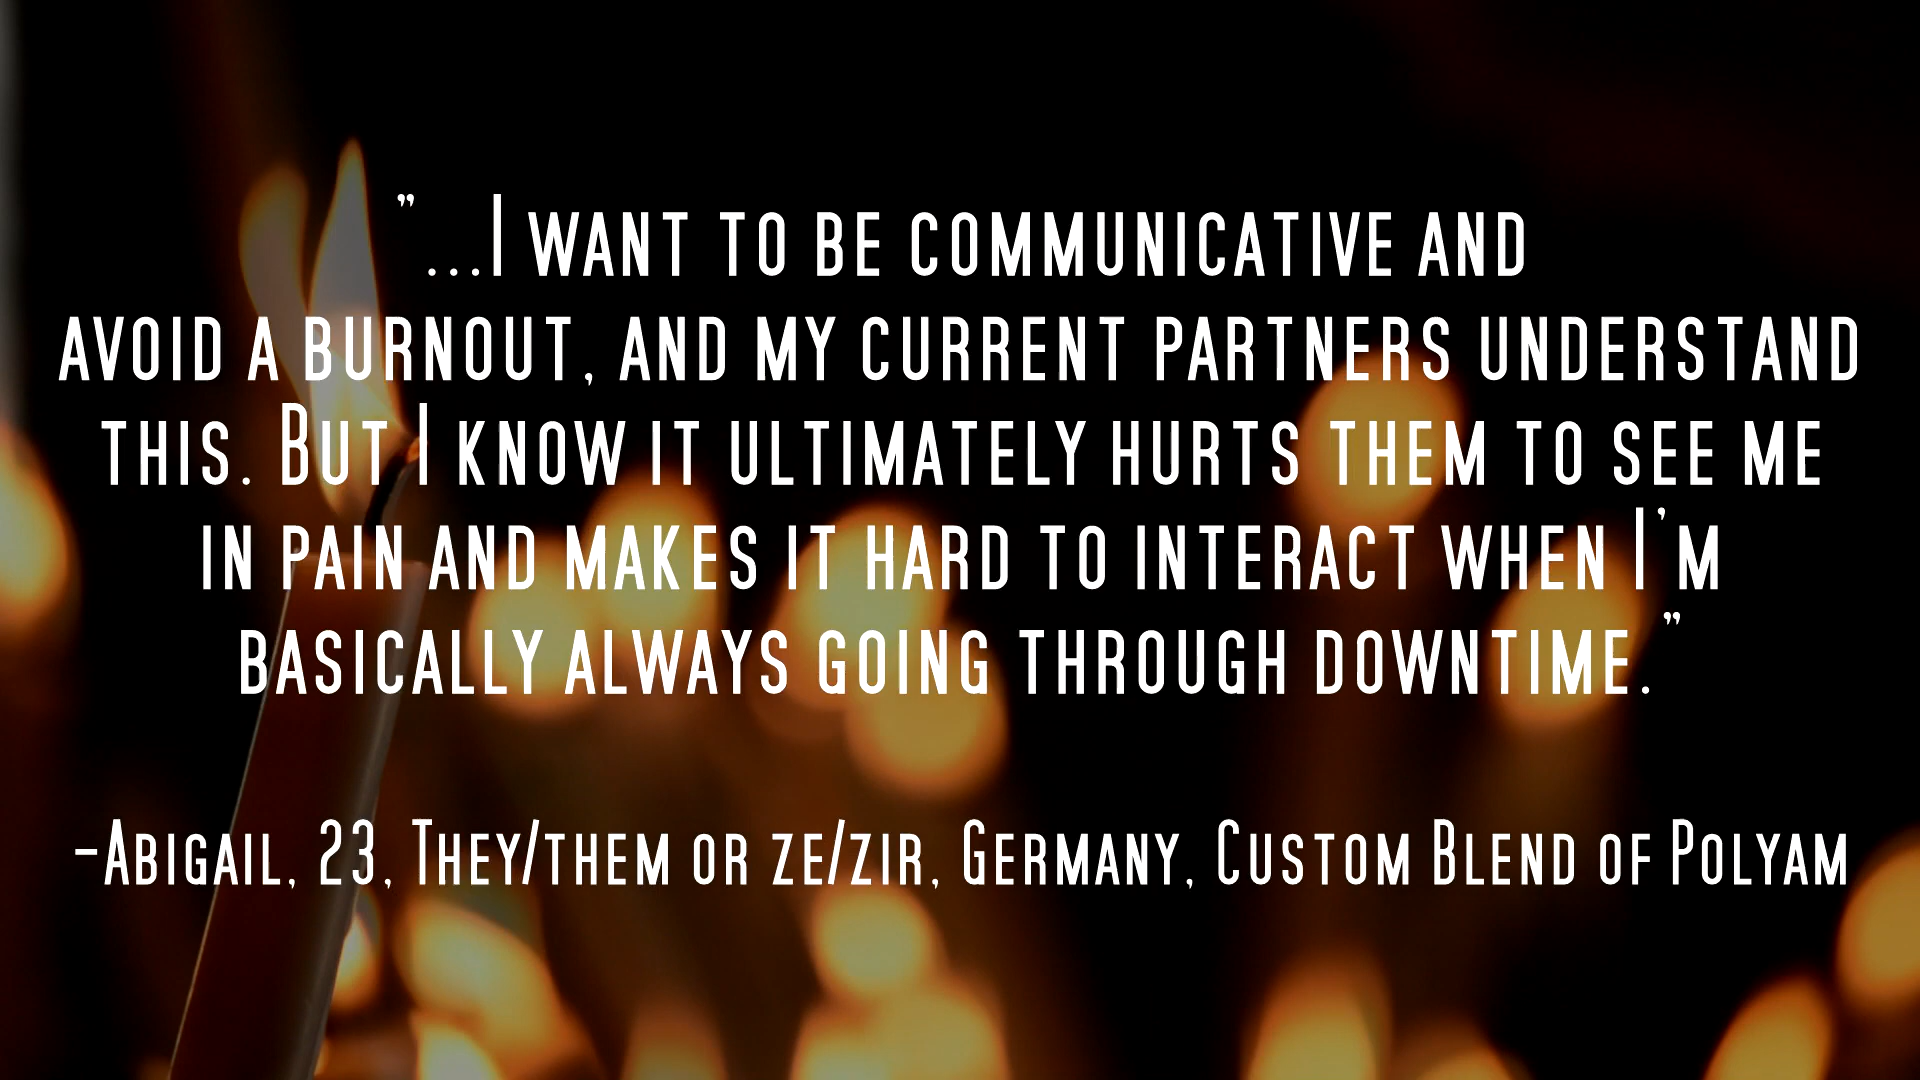 "...I want to be communicative and
avoid a burnout, and my current partners understand
this. But I know it ultimately hurts them to see me
in pain and makes it hard to interact when I'm
basically always going through downtime."
-Abigail, 23, They/them or ze/zir, Germany, Custom Blend of Polyam